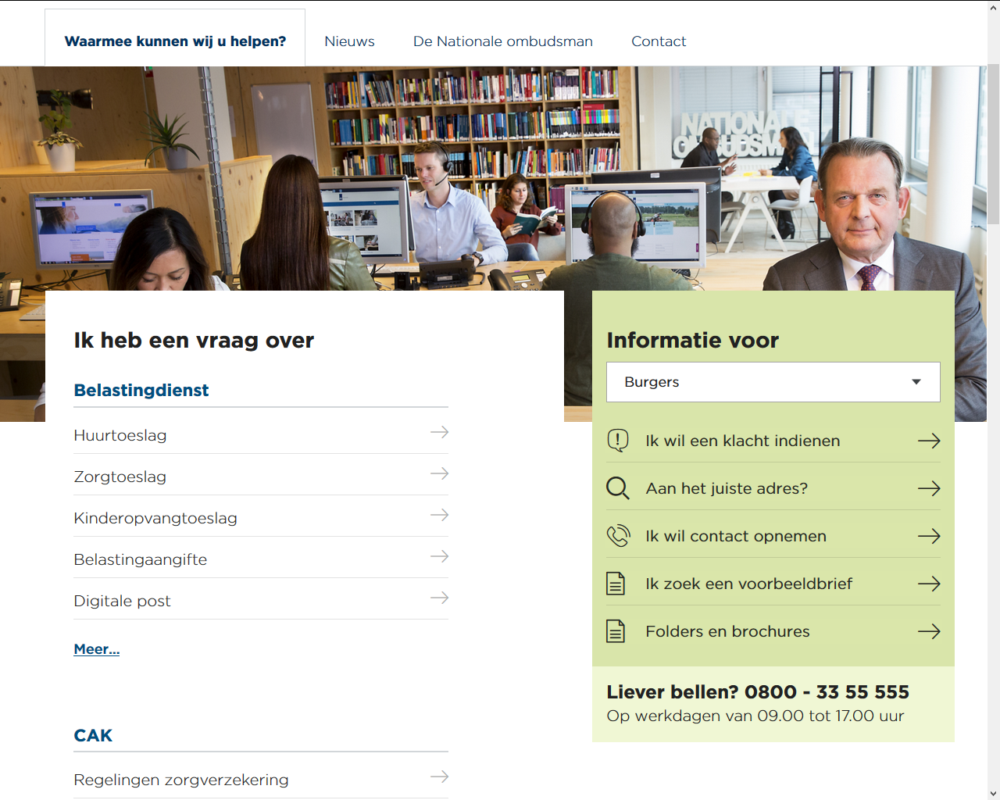 Waarmee kunnen wij u helpen?
Nieuws
De Nationale ombudsman
Contact
NATIONALE
Ik heb een vraag over
Belastingdienst
Huurtoeslag
Zorgtoeslag
Kinderopvangtoeslag
Belastingaangifte
Digitale post
Meer...
CAK
Regelingen zorgverzekering
Informatie voor
Burgers
Ik wil een klacht indienen
Aan het juiste adres?
Ik wil contact opnemen
Ik zoek een voorbeeldbrief
Folders en brochures
Liever bellen? 0800 - 33 55 555
Op werkdagen van 09.00 tot 17.00 uur